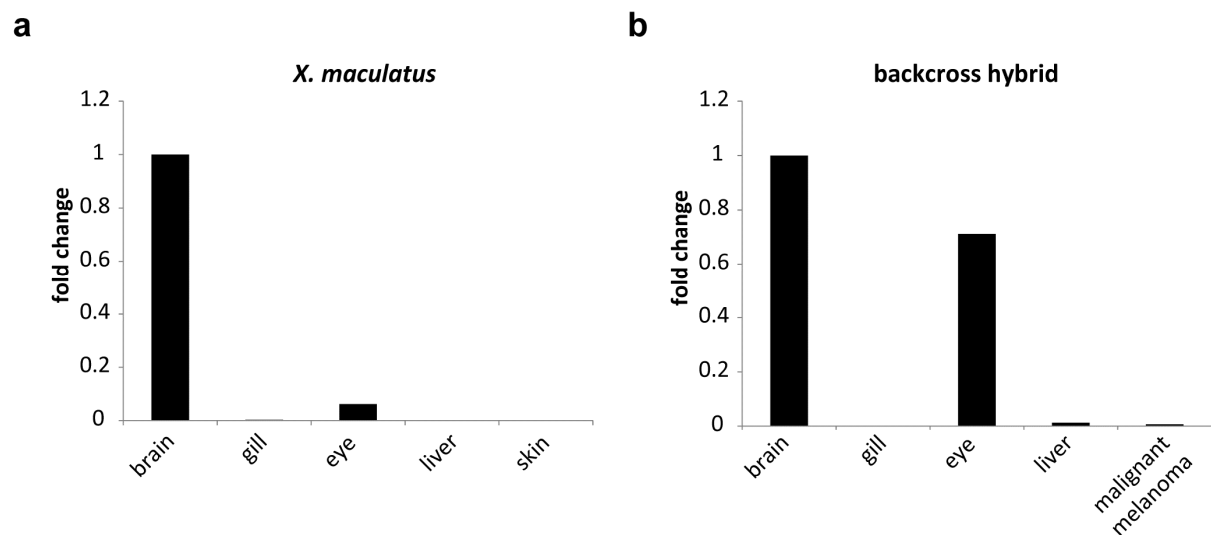 a
X. maculatus
fold change
1.2
1
0.8
0.6
0.4
0.2
0
brain
gill
eye
liver
skin
b
backcross hybrid
fold change
1.2
1
0.8
0.6
0.4
0.2
0
brain
gill
eye
liver
malignant
melanoma